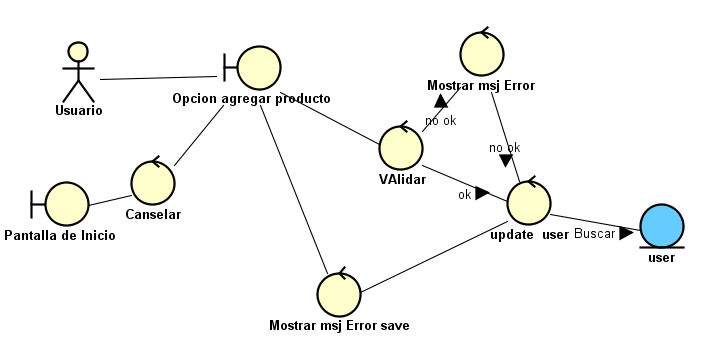 Mostrar msj Error
Usuario
Opcion agregar producto
no ok
no ok
VAlidar
ok
Canselar
Pantalla de Inicio
update user
Buscar
user
Mostrar msj Error save